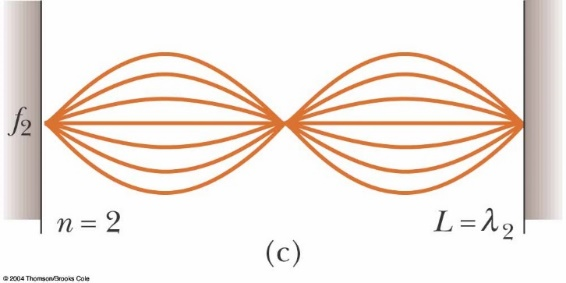 f₂
n = 2
L = λ₂
(c)
© 2004 Thomson/Brooks Cole